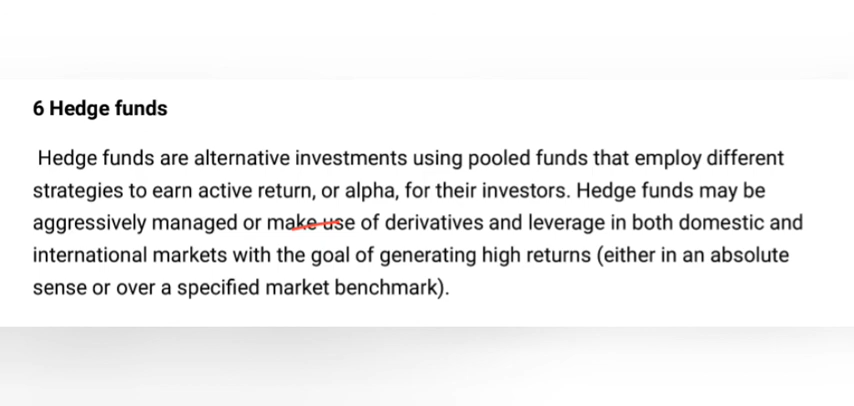 6 Hedge funds
Hedge funds are alternative investments using pooled funds that employ different
strategies to earn active return, or alpha, for their investors. Hedge funds may be
aggressively managed or make use of derivatives and leverage in both domestic and
international markets with the goal of generating high returns (either in an absolute
sense or over a specified market benchmark).